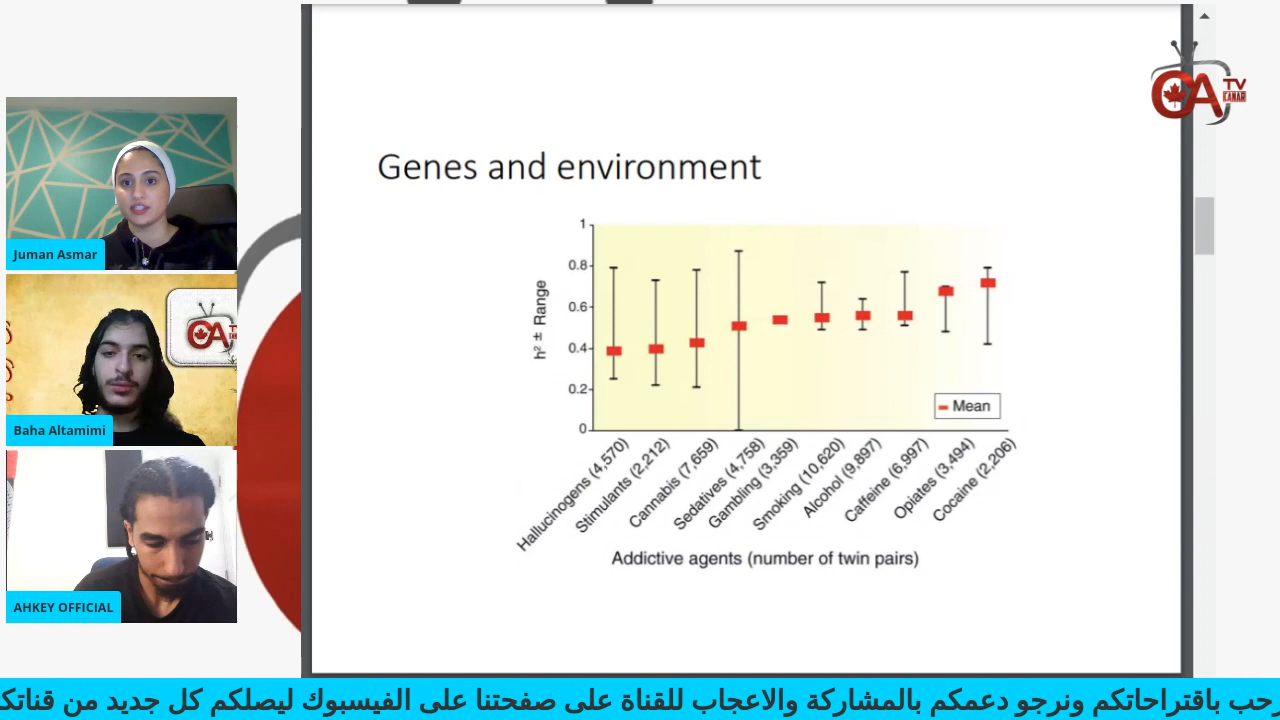 Genes and environment
1
0.8
0.6
0.4
0.2
0
h² ± Range
Mean
Hallucinogens (4,570)
Stimulants (2,212)
Cannabis (7,659)
Sedatives (4,758)
Gambling (3,359)
Smoking (10,620)
Alcohol (9,897)
Caffeine (6,997)
Opiates (3,494)
Cocaine (2,206)
Addictive agents (number of twin pairs)
Juman Asmar
Baha Altamimi
AHKEY OFFICIAL
CA TV
KANAR
باقتراحاتكم ونرجو دعمكم بالمشاركة والاعجاب للقناة على صفحتنا على الفيسبوك ليصلكم كل جديد من